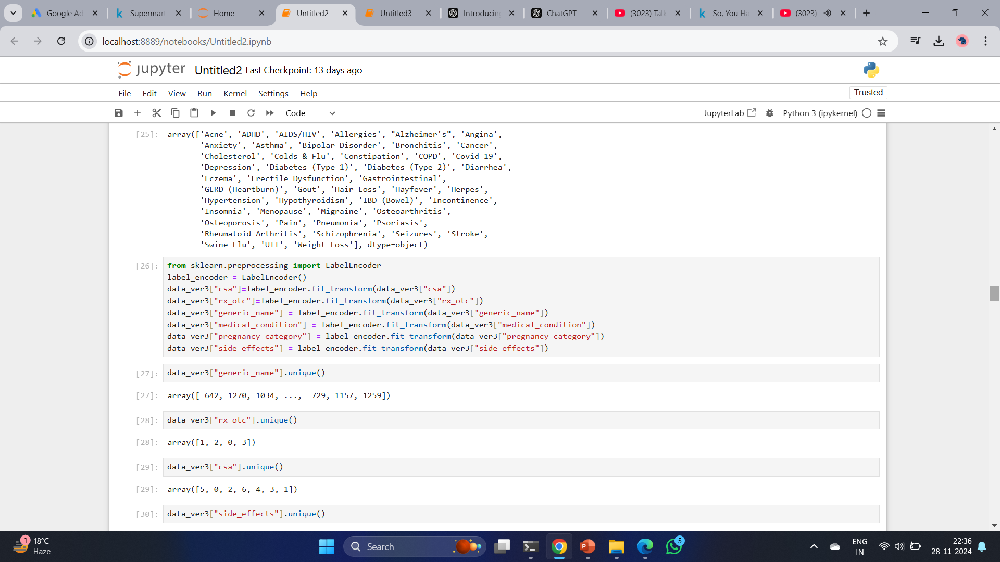 Google Ad
Supermart
Home
Untitled2
Untitled3
Introducing
ChatGPT
(3023) Talk
So, You Ha
(3023)
localhost:8889/notebooks/Untitled2.ipynb
jupyter Untitled2 Last Checkpoint: 13 days ago
File Edit View Run Kernel Settings Help
Trusted
Code
JupyterLab
Python 3 (ipykernel)
[25]: array(['Acne', 'ADHD', 'AIDS/HIV', 'Allergies', "Alzheimer's", 'Angina',
'Anxiety', 'Asthma', 'Bipolar Disorder', 'Bronchitis', 'Cancer',
'Cholesterol', 'Colds & Flu', 'Constipation', 'COPD', 'Covid 19',
'Depression', 'Diabetes (Type 1)', 'Diabetes (Type 2)', 'Diarrhea',
'Eczema', 'Erectile Dysfunction', 'Gastrointestinal',
'GERD (Heartburn)', 'Gout', 'Hair Loss', 'Hayfever', 'Herpes',
'Hypertension', 'Hypothyroidism', 'IBD (Bowel)', 'Incontinence',
'Insomnia', 'Menopause', 'Migraine', 'Osteoarthritis',
'Osteoporosis', 'Pain', 'Pneumonia', 'Psoriasis',
'Rheumatoid Arthritis', 'Schizophrenia', 'Seizures', 'Stroke',
'Swine Flu', 'UTI', 'Weight Loss'], dtype=object)
[26]: from sklearn.preprocessing import LabelEncoder
label_encoder = LabelEncoder()
data_ver3["csa"]=label_encoder.fit_transform(data_ver3["csa"])
data_ver3["rx_otc"]=label_encoder.fit_transform(data_ver3["rx_otc"])
data_ver3["generic_name"] = label_encoder.fit_transform(data_ver3["generic_name"])
data_ver3["medical_condition"] = label_encoder.fit_transform(data_ver3["medical_condition"])
data_ver3["pregnancy_category"] = label_encoder.fit_transform(data_ver3["pregnancy_category"])
data_ver3["side_effects"] = label_encoder.fit_transform(data_ver3["side_effects"])
[27]: data_ver3["generic_name"].unique()
[27]: array([ 642, 1270, 1034, ..., 729, 1157, 1259])
[28]: data_ver3["rx_otc"].unique()
[28]: array([1, 2, 0, 3])
[29]: data_ver3["csa"].unique()
[29]: array([5, 0, 2, 6, 4, 3, 1])
[30]: data_ver3["side_effects"].unique()
1
18°C
Haze
Search
5
ENG
IN
22:36
28-11-2024